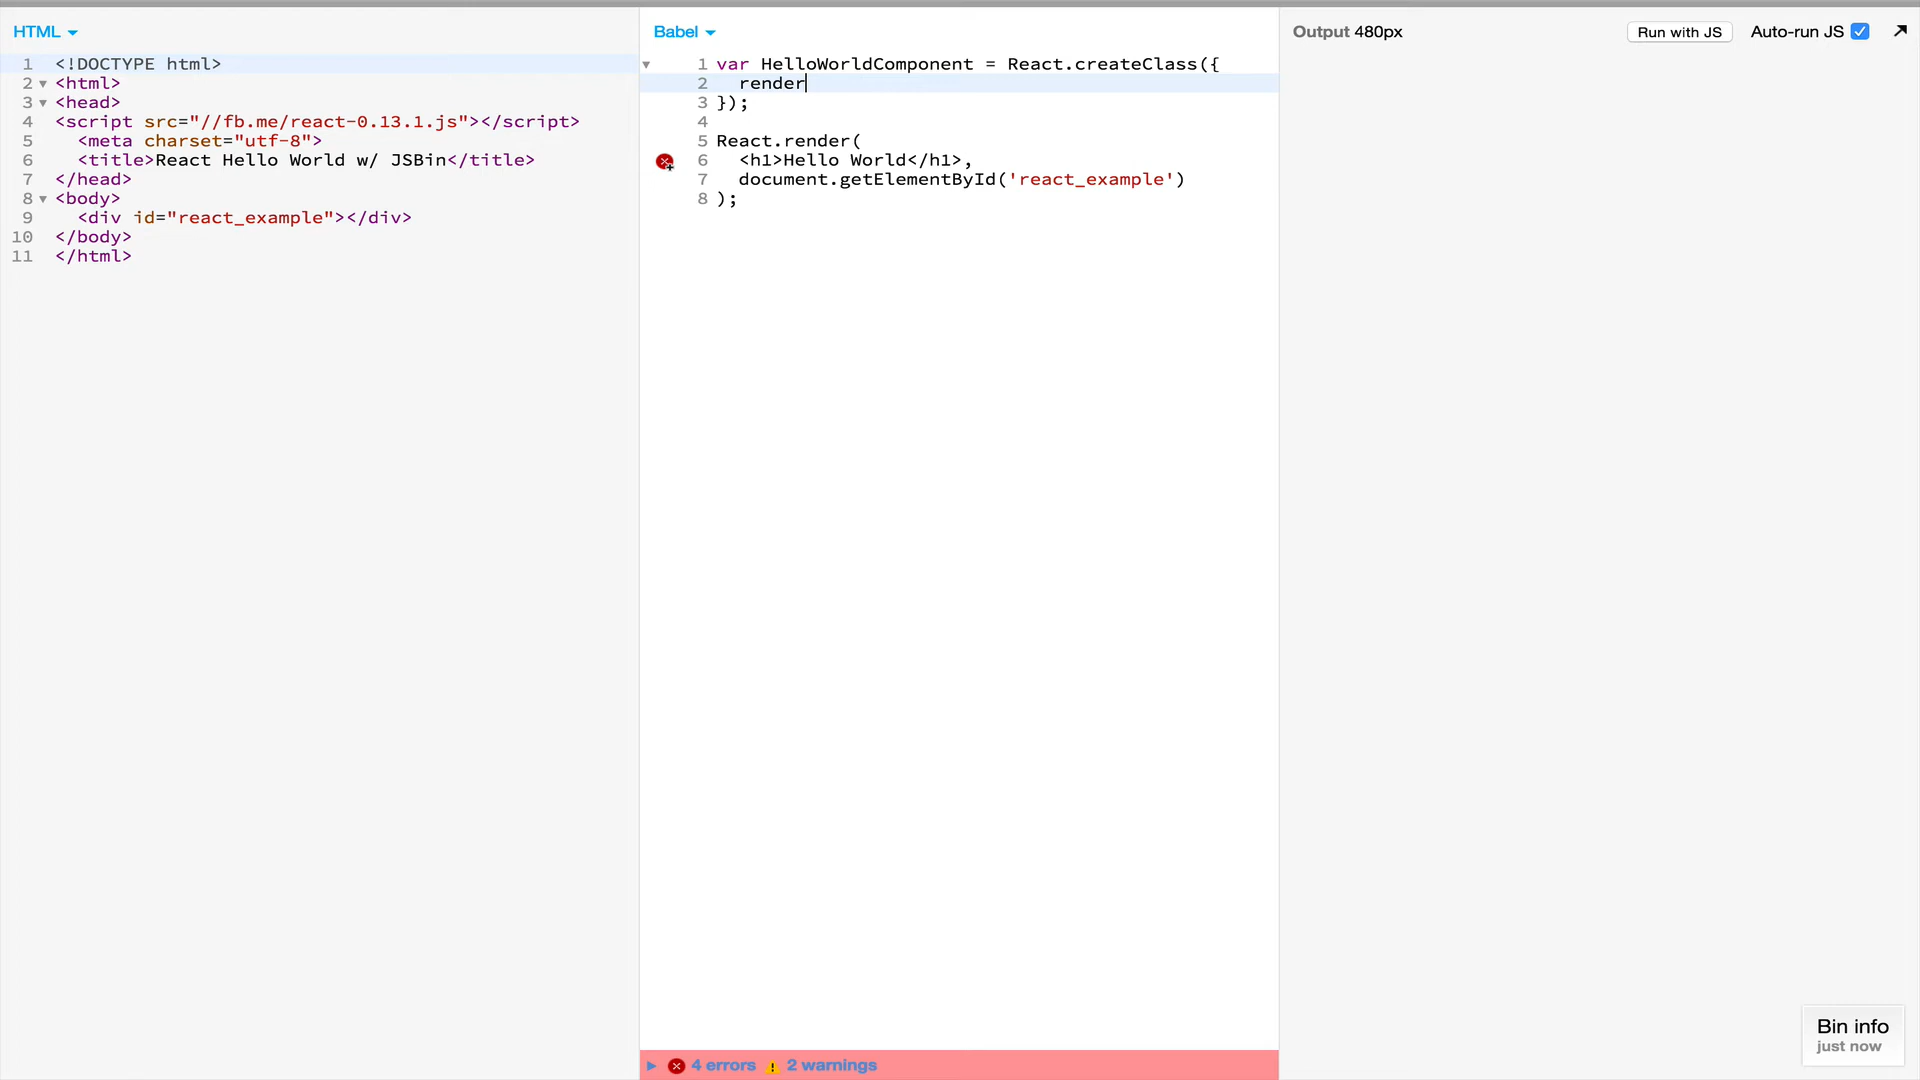 HTML
1 <!DOCTYPE html>
2 <html>
3 <head>
4 <script src="//fb.me/react-0.13.1.js"></script>
5   <meta charset="utf-8">
6   <title>React Hello World w/ JSBin</title>
7 </head>
8 <body>
9   <div id="react_example"></div>
10 </body>
11 </html>
Babel
1 var HelloWorldComponent = React.createClass({
2   render
3 });
4
5 React.render(
6   <h1>Hello World</h1>,
7   document.getElementById('react_example')
8 );
4 errors 2 warnings
Output 480px Run with JS Auto-run JS
Bin info
just now